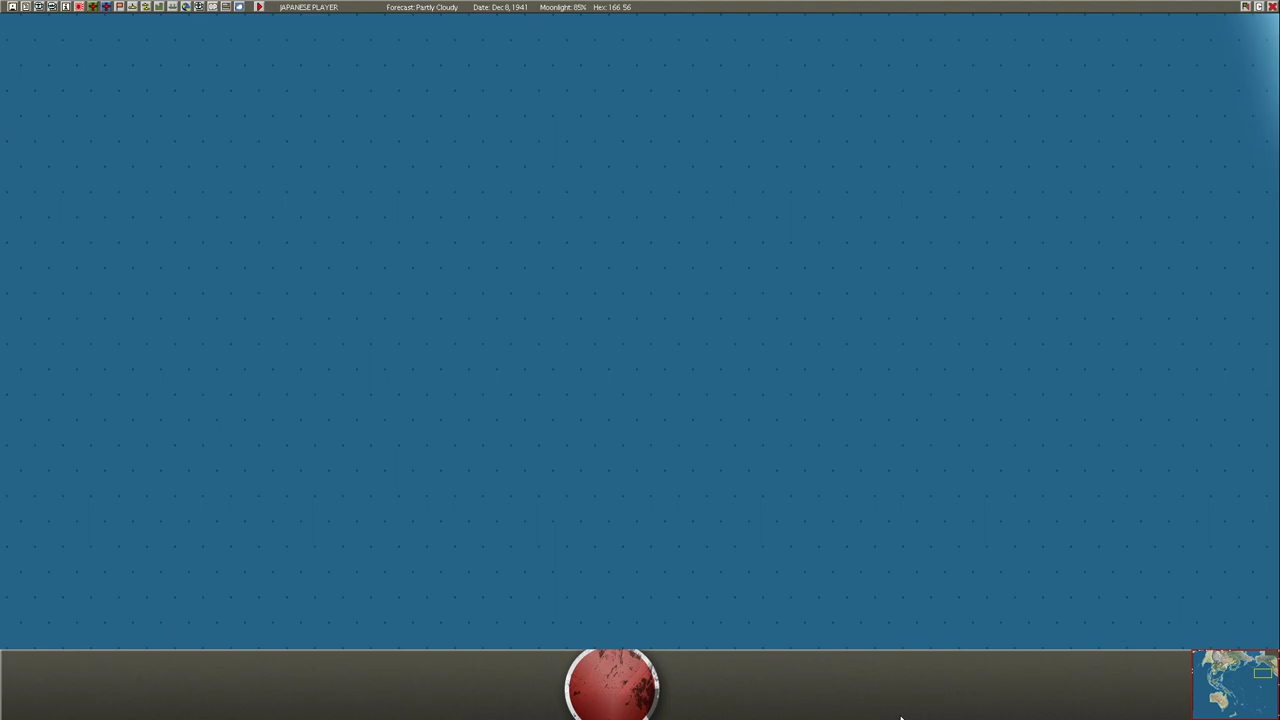 JAPANESE PLAYER Forecast: Partly Cloudy Date: Dec 8, 1941 Moonlight: 85% Hex: 166 56